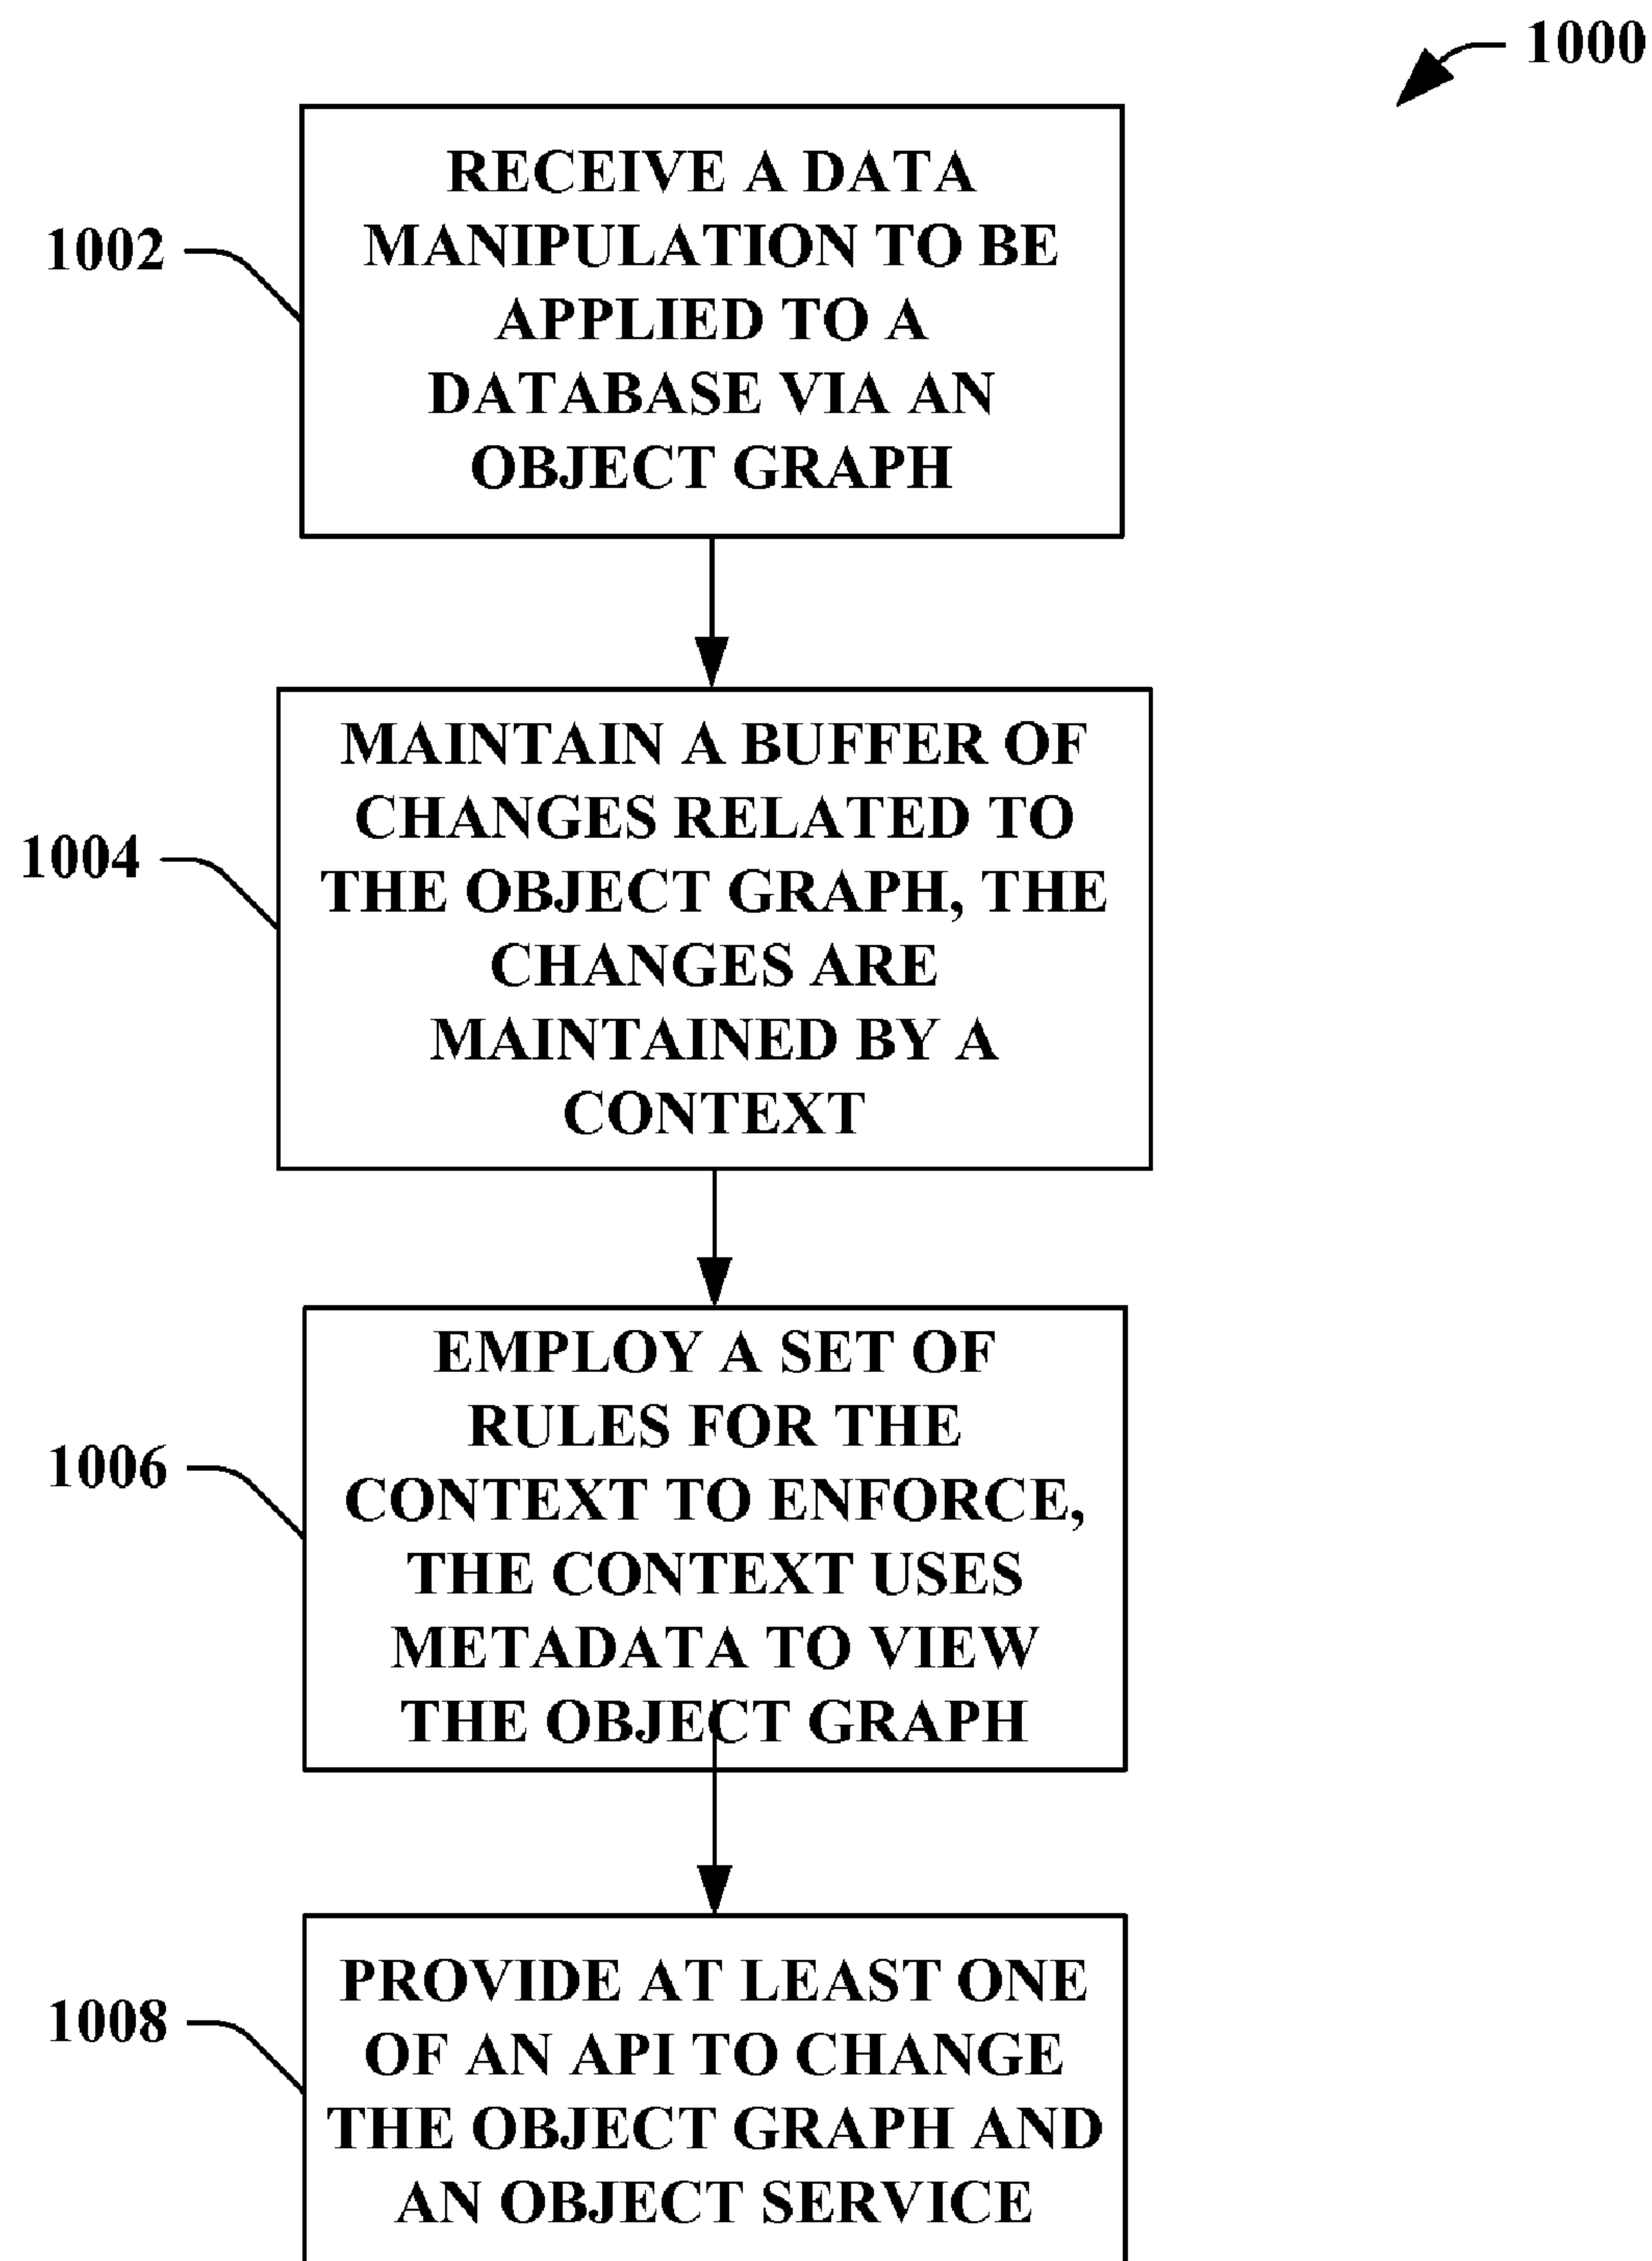 1000
RECEIVE A DATA
MANIPULATION TO BE
APPLIED TO A
DATABASE VIA AN
OBJECT GRAPH
1002
MAINTAIN A BUFFER OF
CHANGES RELATED TO
THE OBJECT GRAPH, THE
CHANGES ARE
MAINTAINED BY A
CONTEXT
1004
EMPLOY A SET OF
RULES FOR THE
CONTEXT TO ENFORCE,
THE CONTEXT USES
METADATA TO VIEW
THE OBJECT GRAPH
1006
PROVIDE AT LEAST ONE
OF AN API TO CHANGE
THE OBJECT GRAPH AND
AN OBJECT SERVICE
1008